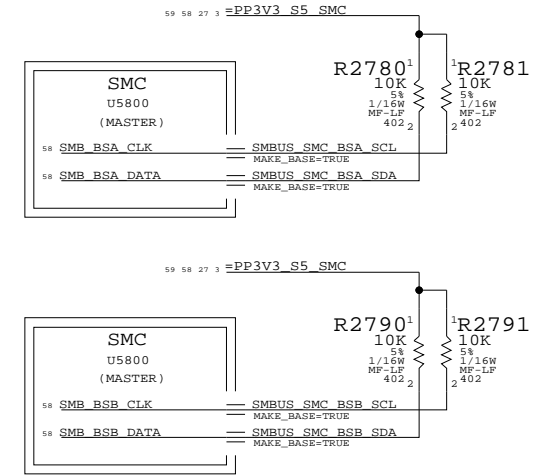 59 58 27 3 =PP3V3_S5_SMC
R2780 1
10K
5%
1/16W
MF-LF
402 2
1 R2781
10K
5%
1/16W
MF-LF
2 402
SMC
U5800
(MASTER)
58 SMB_BSA_CLK SMBUS_SMC_BSA_SCL
MAKE_BASE=TRUE
58 SMB_BSA_DATA SMBUS_SMC_BSA_SDA
MAKE_BASE=TRUE
59 58 27 3 =PP3V3_S5_SMC
R2790 1
10K
5%
1/16W
MF-LF
402 2
1 R2791
10K
5%
1/16W
MF-LF
2 402
SMC
U5800
(MASTER)
58 SMB_BSB_CLK SMBUS_SMC_BSB_SCL
MAKE_BASE=TRUE
58 SMB_BSB_DATA SMBUS_SMC_BSB_SDA
MAKE_BASE=TRUE